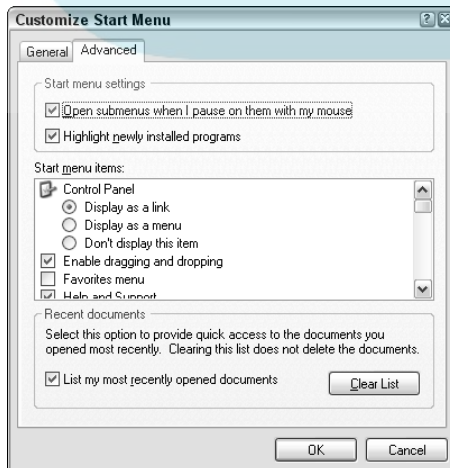 Customize Start Menu
General Advanced
Start menu settings
Open submenus when I pause on them with my mouse
Highlight newly installed programs
Start menu items:
Control Panel
Display as a link
Display as a menu
Don't display this item
Enable dragging and dropping
Favorites menu
Help and Support
Recent documents
Select this option to provide quick access to the documents you
opened most recently. Clearing this list does not delete the documents.
List my most recently opened documents Clear List
OK Cancel